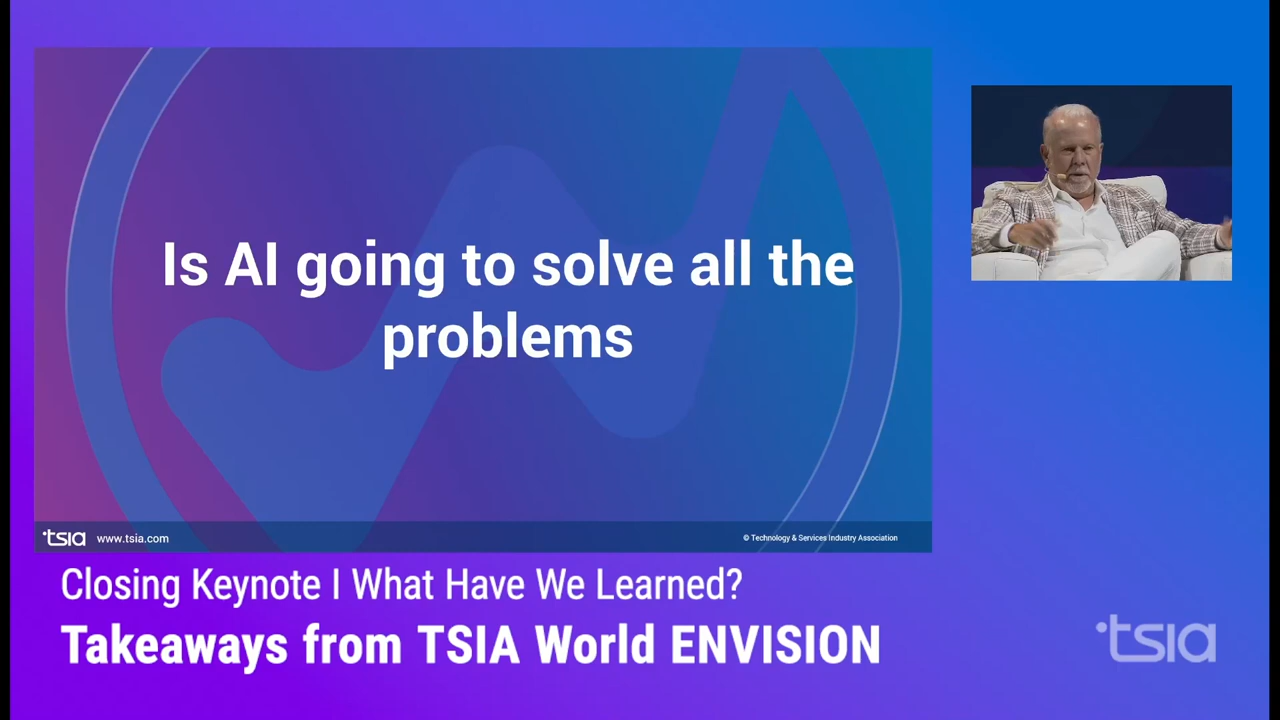 Is AI going to solve all the
problems
tsia www.tsia.com
© Technology & Services Industry Association
Closing Keynote I What Have We Learned?
Takeaways from TSIA World ENVISION
tsia